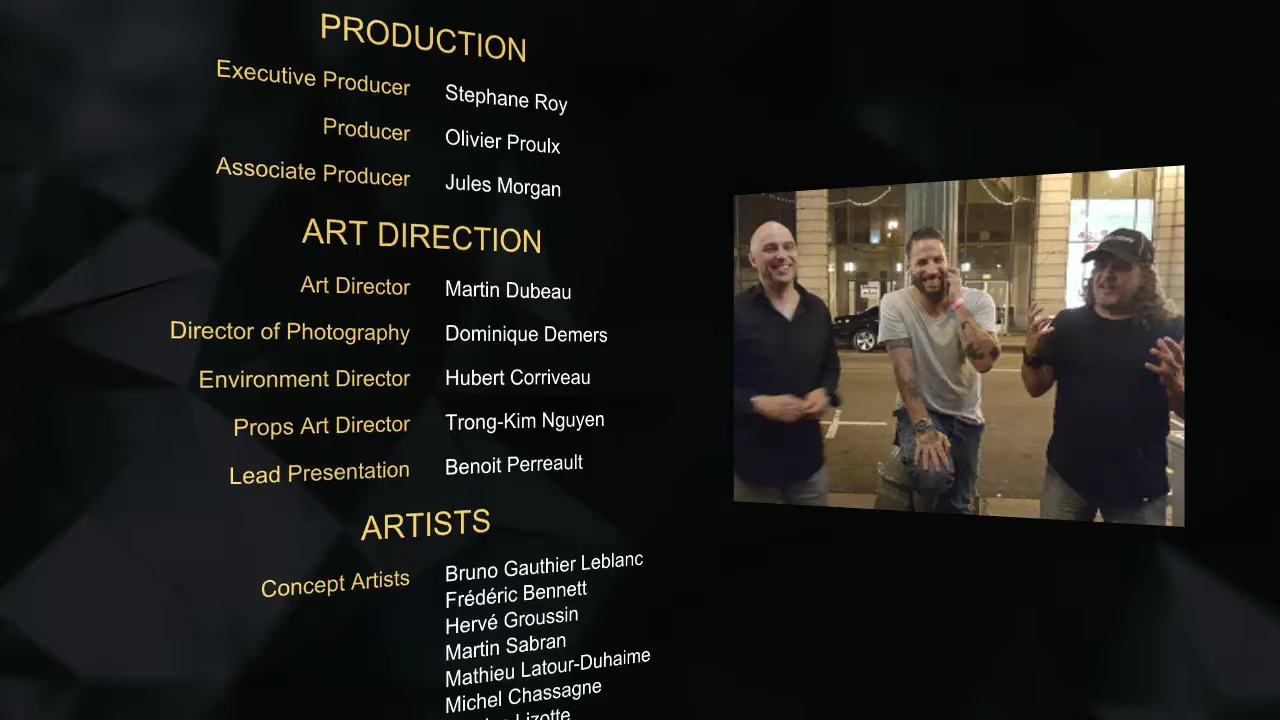 PRODUCTION
Executive Producer Stephane Roy
Producer Olivier Proulx
Associate Producer Jules Morgan
ART DIRECTION
Art Director Martin Dubeau
Director of Photography Dominique Demers
Environment Director Hubert Corriveau
Props Art Director Trong-Kim Nguyen
Lead Presentation Benoit Perreault
ARTISTS
Concept Artists Bruno Gauthier Leblanc
Frédéric Bennett
Hervé Groussin
Martin Sabran
Mathieu Latour-Duhaime
Michel Chassagne
Lizotte